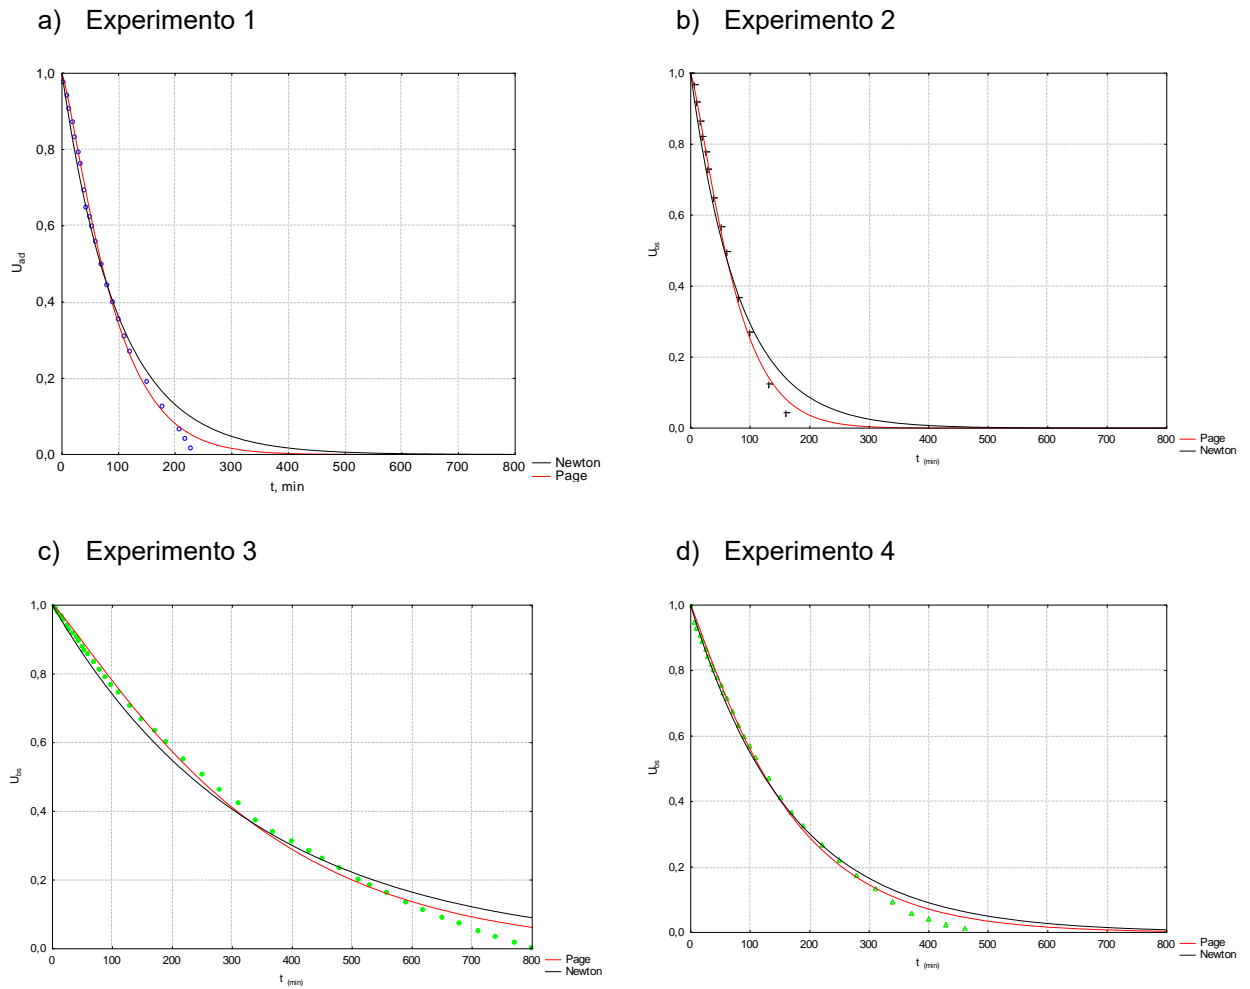 a) Experimento 1
1,0
0,8
0,6
0,4
0,2
0,0
U_ad
0 100 200 300 400 500 600 700 800
t, min
Newton
Page
b) Experimento 2
1,0
0,8
0,6
0,4
0,2
0,0
U_bs
0 100 200 300 400 500 600 700 800
t (min)
Page
Newton
c) Experimento 3
1,0
0,8
0,6
0,4
0,2
0,0
U_bs
0 100 200 300 400 500 600 700 800
t (min)
Page
Newton
d) Experimento 4
1,0
0,8
0,6
0,4
0,2
0,0
U_bs
0 100 200 300 400 500 600 700 800
t (min)
Page
Newton